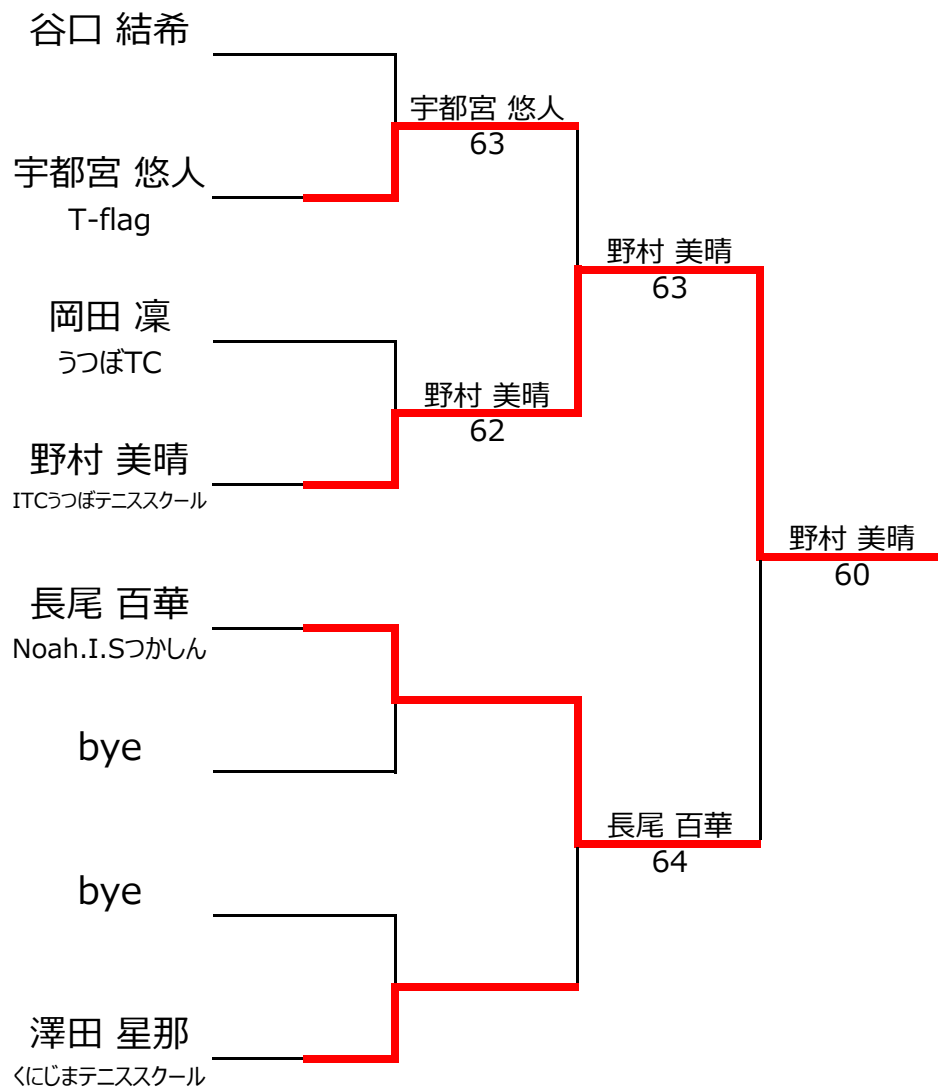 谷口 結希
宇都宮 悠人
63
宇都宮 悠人
T-flag
野村 美晴
63
岡田 凜
うつぼTC
野村 美晴
62
野村 美晴
ITCうつぼテニススクール
野村 美晴
60
長尾 百華
Noah.I.Sつかしん
bye
長尾 百華
64
bye
澤田 星那
くにじまテニススクール